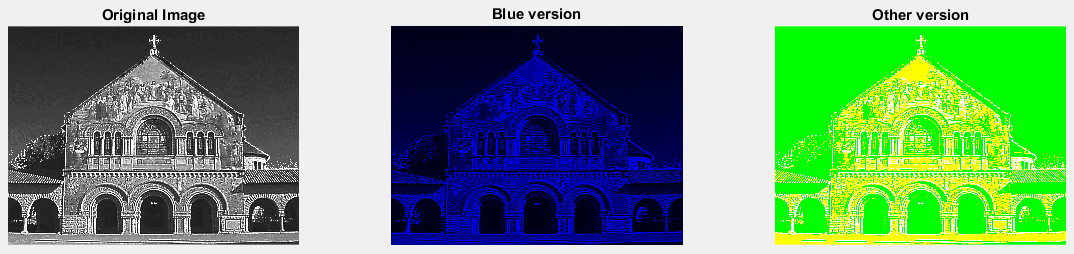 Original Image
Blue version
Other version